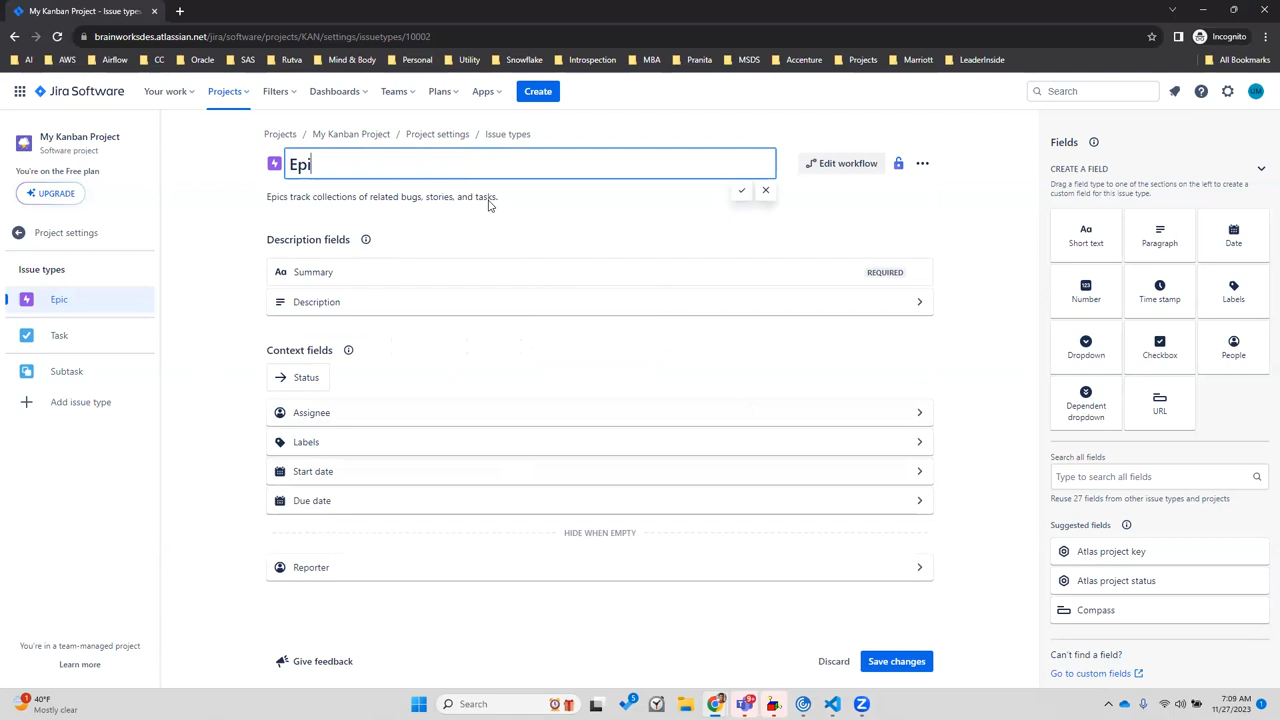 My Kanban Project - Issue types
brainworksdes.atlassian.net/jira/software/projects/KAN/settings/issuetypes/10002
Incognito
AI
AWS
Airflow
CC
Oracle
SAS
Rutva
Mind & Body
Personal
Utility
Snowflake
Introspection
MBA
Pranita
MSDS
Accenture
Projects
Marriott
LeaderInside
All Bookmarks
Jira Software
Your work
Projects
Filters
Dashboards
Teams
Plans
Apps
Create
Search
JM
My Kanban Project
Software project
You're on the Free plan
UPGRADE
Project settings
Issue types
Epic
Task
Subtask
Add issue type
You're in a team-managed project
Learn more
Projects / My Kanban Project / Project settings / Issue types
Epi
Edit workflow
Epics track collections of related bugs, stories, and tasks.
Description fields
Aa Summary
REQUIRED
Description
Context fields
Status
Assignee
Labels
Start date
Due date
HIDE WHEN EMPTY
Reporter
Give feedback
Discard
Save changes
Fields
CREATE A FIELD
Drag a field type to one of the sections on the left to create a
custom field for this issue type.
Aa
Short text
Paragraph
Date
123
Number
Time stamp
Labels
Dropdown
Checkbox
People
Dependent
dropdown
URL
Search all fields
Type to search all fields
Reuse 27 fields from other issue types and projects
Suggested fields
Atlas project key
Atlas project status
Compass
Can't find a field?
Go to custom fields
1
40°F
Mostly clear
Search
5
9+
7:09 AM
11/27/2023